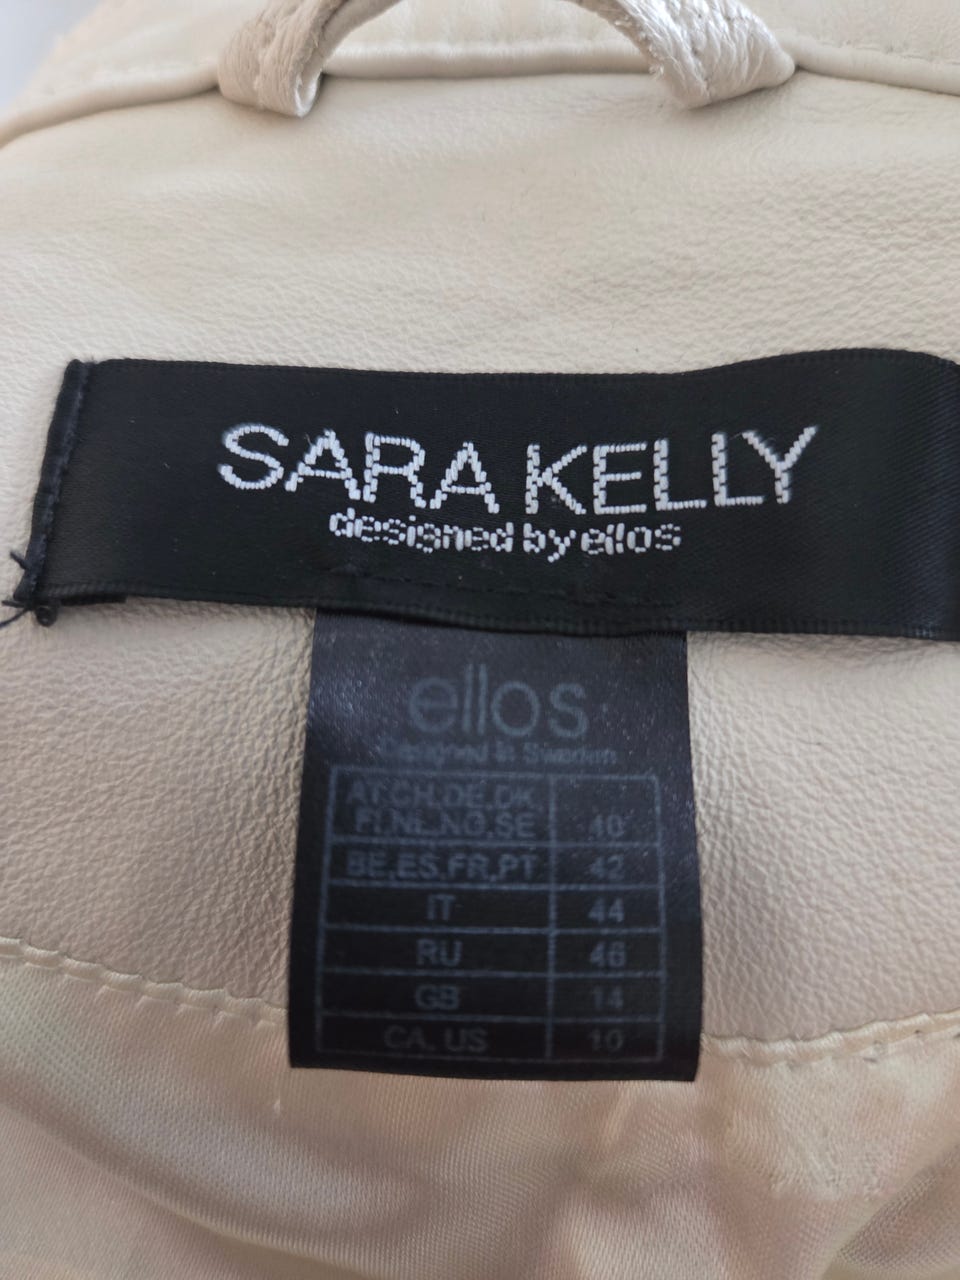 SARA KELLY
designed by ellos
ellos
Designed in Sweden
AT,CH,DE,DK,
FI,NL,NO,SE 40
BE,ES,FR,PT 42
IT 44
RU 46
GB 14
CA, US 10